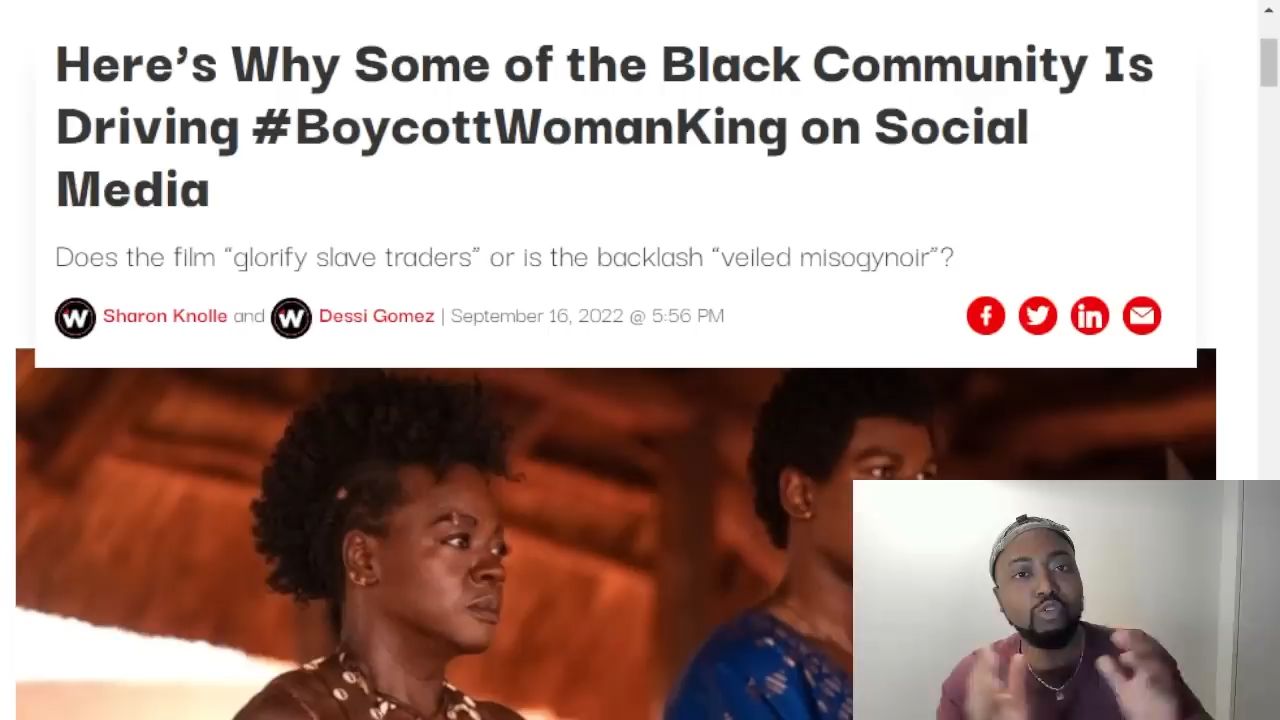 Here's Why Some of the Black Community Is
Driving #BoycottWomanKing on Social
Media
Does the film “glorify slave traders” or is the backlash “veiled misogynoir”?
W Sharon Knolle and W Dessi Gomez | September 16, 2022 @ 5:56 PM